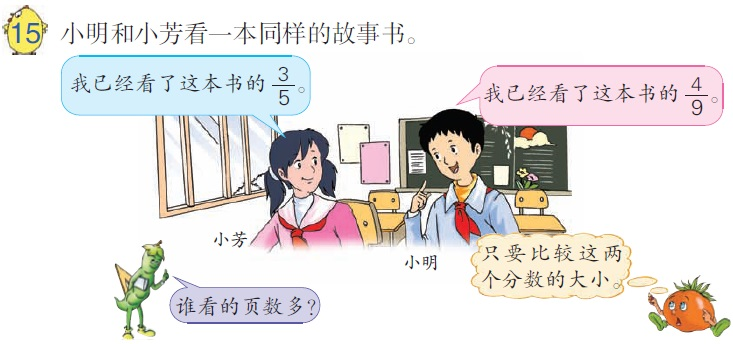 15 小明和小芳看一本同样的故事书。
我已经看了这本书的 3/5。
我已经看了这本书的 4/9。
小芳
小明
谁看的页数多?
只要比较这两
个分数的大小。